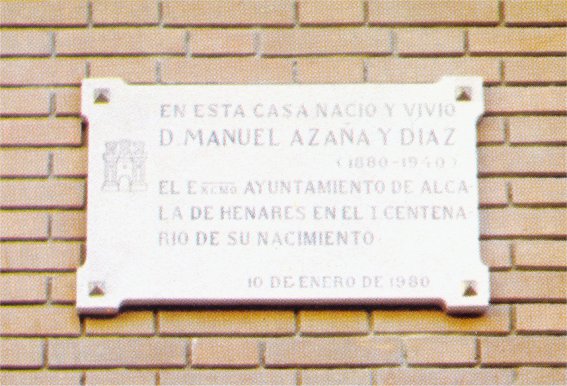 EN ESTA CASA NACIO Y VIVIO
D. MANUEL AZAÑA Y DIAZ
(1880-1940)
EL EXCMO AYUNTAMIENTO DE ALCA-
LA DE HENARES EN EL I CENTENA-
RIO DE SU NACIMIENTO
10 DE ENERO DE 1980